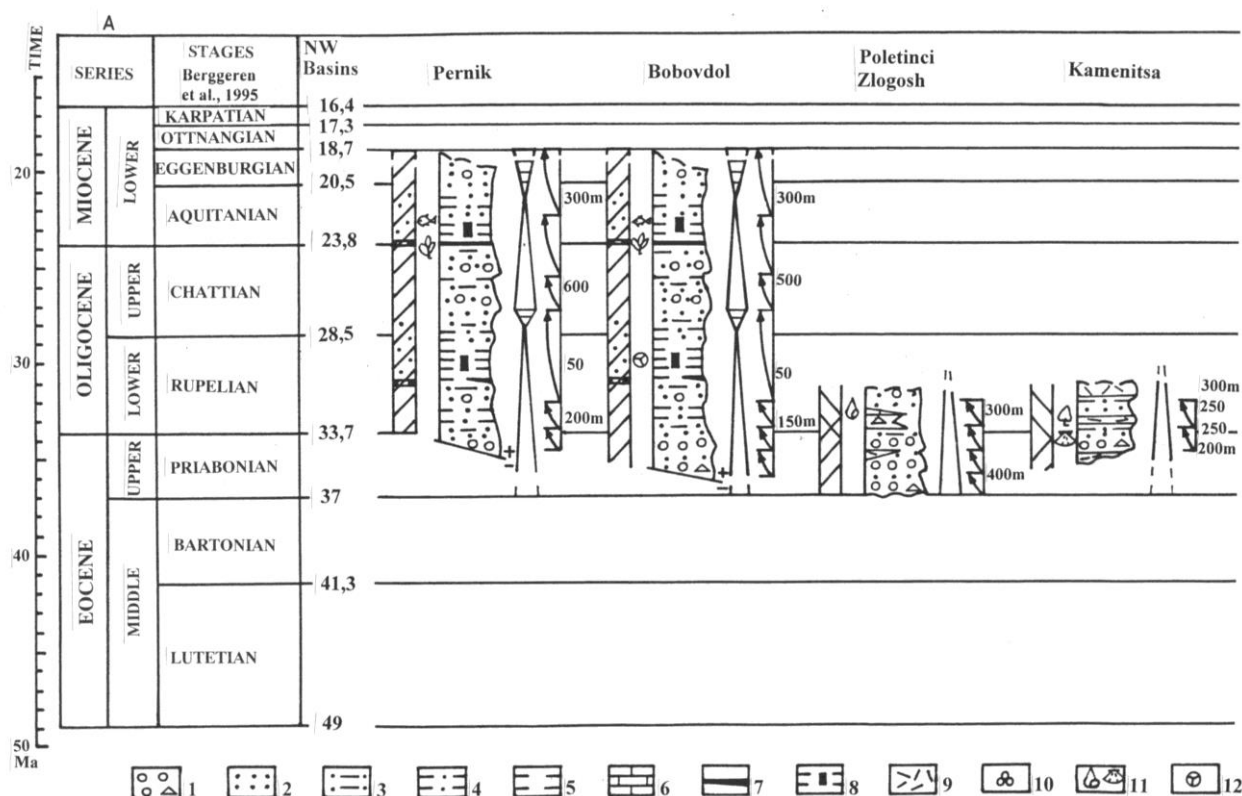 A
TIME
SERIES
STAGES
Berggeren
et al., 1995
NW
Basins
Pernik
Bobovdol
Poletinci
Zlogosh
Kamenitsa
16,4
KARPATIAN
17,3
OTTNANGIAN
18,7
EGGENBURGIAN
20
20,5
MIOCENE
LOWER
AQUITANIAN
300m
300m
23,8
OLIGOCENE
UPPER
CHATTIAN
600
500
28,5
30
LOWER
RUPELIAN
50
50
200m
150m
300m
300m
250
250
200m
33,7
UPPER
PRIABONIAN
+
-
+
-
400m
37
EOCENE
MIDDLE
BARTONIAN
40
41,3
LUTETIAN
49
50
Ma
1
2
3
4
5
6
7
8
9
10
11
12